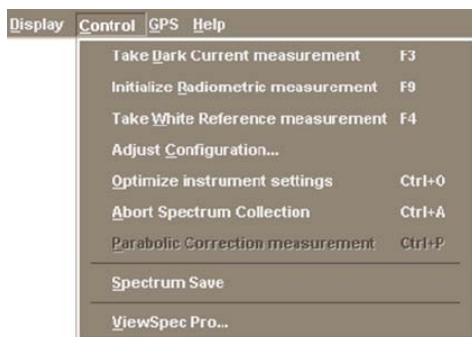 Display Control GPS Help
Take Dark Current measurement F3
Initialize Radiometric measurement F9
Take White Reference measurement F4
Adjust Configuration...
Optimize instrument settings Ctrl+O
Abort Spectrum Collection Ctrl+A
Parabolic Correction measurement Ctrl+P
Spectrum Save
ViewSpec Pro...